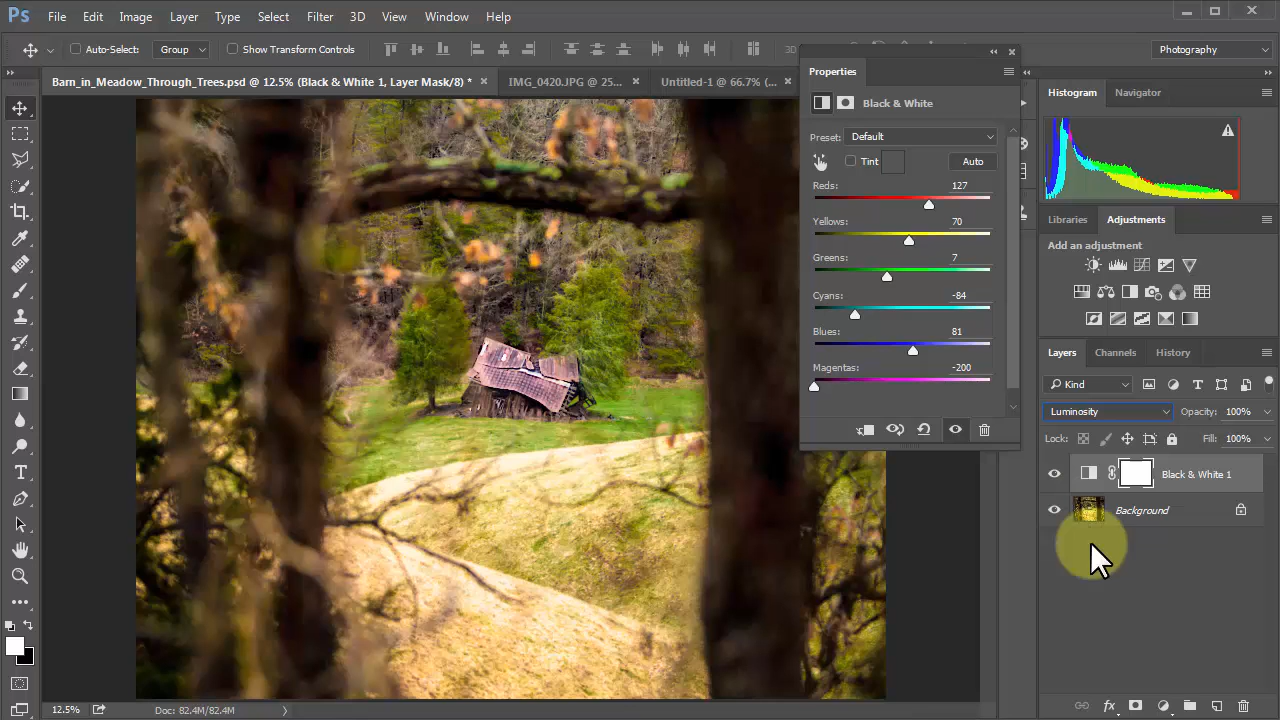 Ps File Edit Image Layer Type Select Filter 3D View Window Help
Auto-Select: Group Show Transform Controls 3D Photography
Barn_in_Meadow_Through_Trees.psd @ 12.5% (Black & White 1, Layer Mask/8) * IMG_0420.JPG @ 25... Untitled-1 @ 66.7% (...
Properties
Black & White
Preset: Default
Tint Auto
Reds: 127
Yellows: 70
Greens: 7
Cyans: -84
Blues: 81
Magentas: -200
Histogram Navigator
Libraries Adjustments
Add an adjustment
Layers Channels History
Kind
Luminosity Opacity: 100%
Lock: Fill: 100%
Black & White 1
Background
12.5% Doc: 82.4M/82.4M